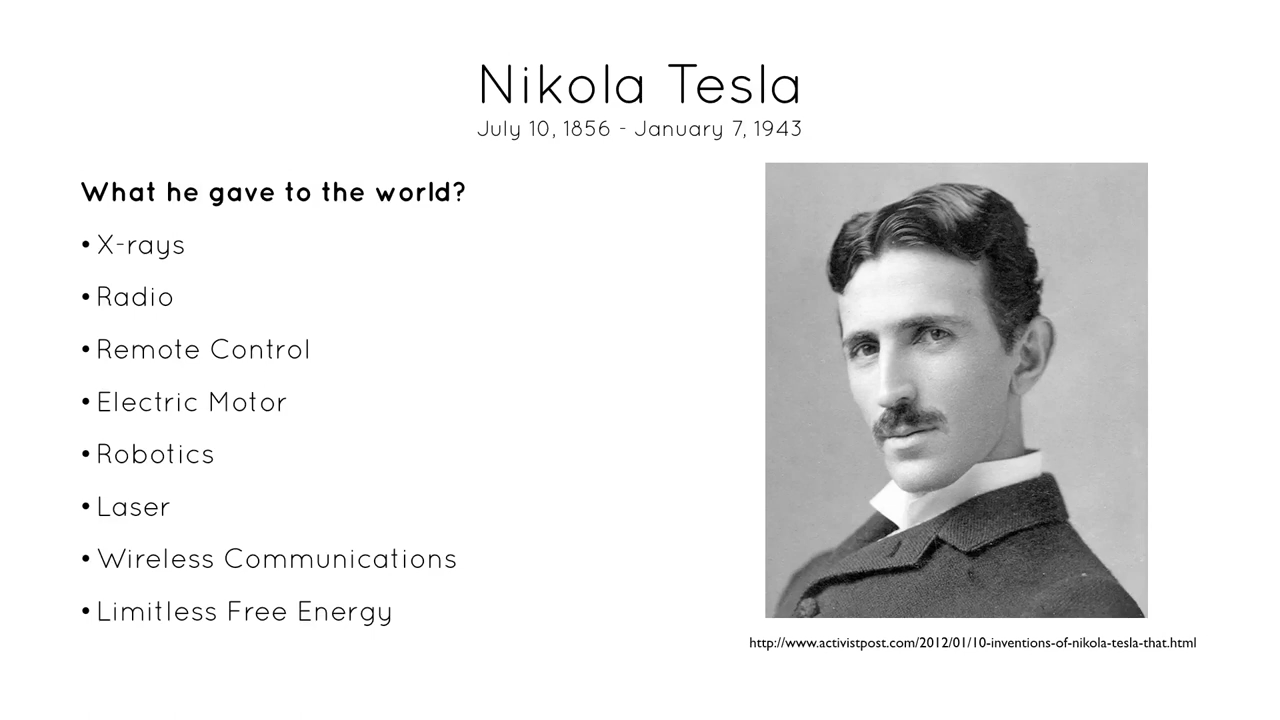 Nikola Tesla
July 10, 1856 - January 7, 1943
What he gave to the world?
• X-rays
• Radio
• Remote Control
• Electric Motor
• Robotics
• Laser
• Wireless Communications
• Limitless Free Energy
http://www.activistpost.com/2012/01/10-inventions-of-nikola-tesla-that.html